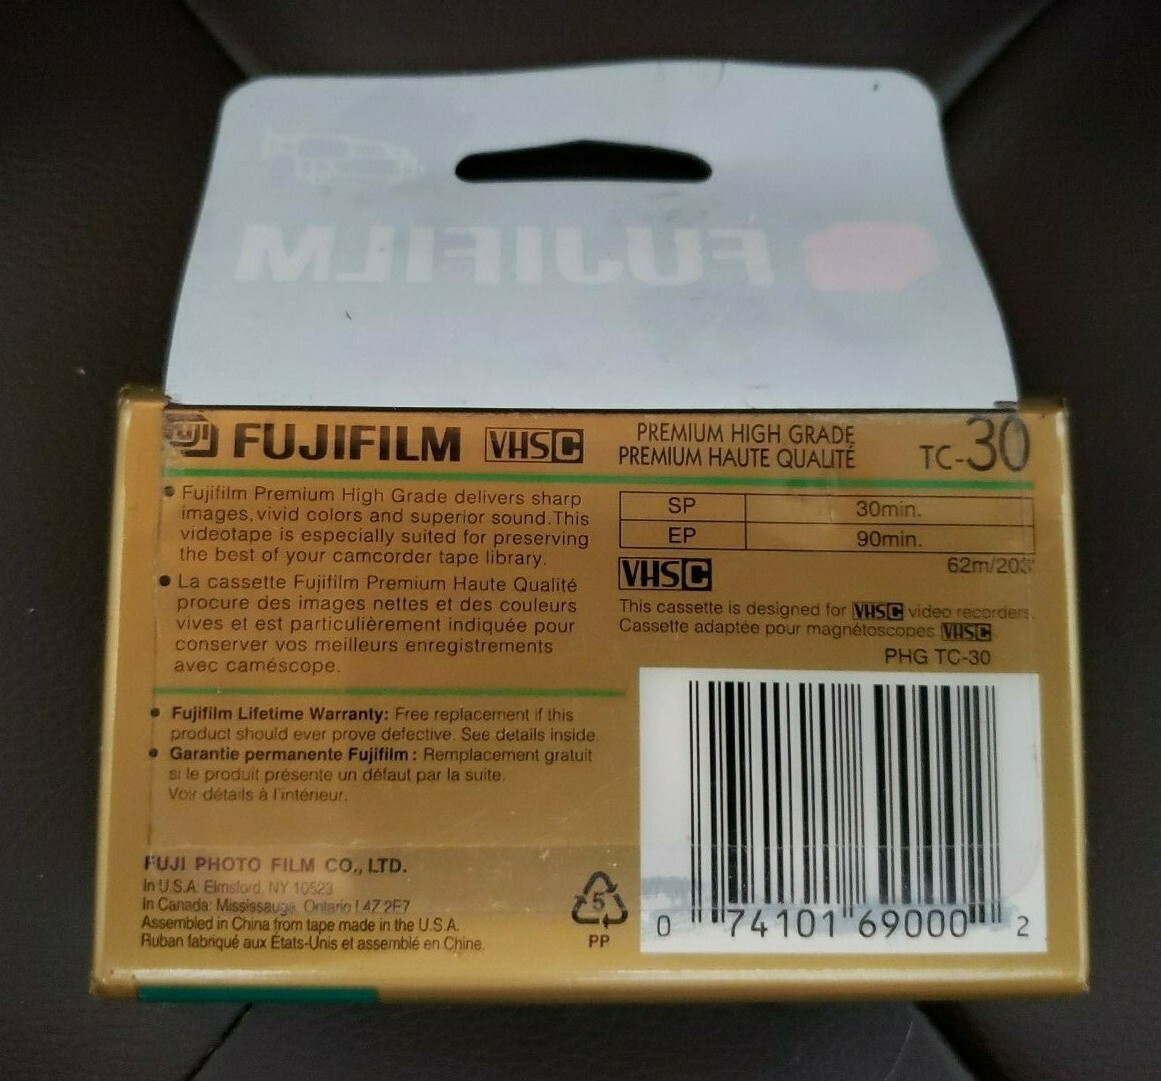 FUJIFILM
FUJI FUJIFILM VHSC
PREMIUM HIGH GRADE
PREMIUM HAUTE QUALITÉ
TC-30
• Fujifilm Premium High Grade delivers sharp
images, vivid colors and superior sound. This
videotape is especially suited for preserving
the best of your camcorder tape library.
• La cassette Fujifilm Premium Haute Qualité
procure des images nettes et des couleurs
vives et est particulièrement indiquée pour
conserver vos meilleurs enregistrements
avec caméscope.
SP 30min.
EP 90min.
62m/203'
VHSC
This cassette is designed for VHSC video recorders.
Cassette adaptée pour magnétoscopes VHSC.
PHG TC-30
• Fujifilm Lifetime Warranty: Free replacement if this
product should ever prove defective. See details inside.
• Garantie permanente Fujifilm : Remplacement gratuit
si le produit présente un défaut par la suite.
Voir détails à l'intérieur.
FUJI PHOTO FILM CO., LTD.
In U.S.A. Elmsford, NY 10523
In Canada: Mississauga, Ontario L4Z 2E7
Assembled in China from tape made in the U.S.A.
Ruban fabriqué aux États-Unis et assemblé en Chine.
5
PP
0 74101 69000 2